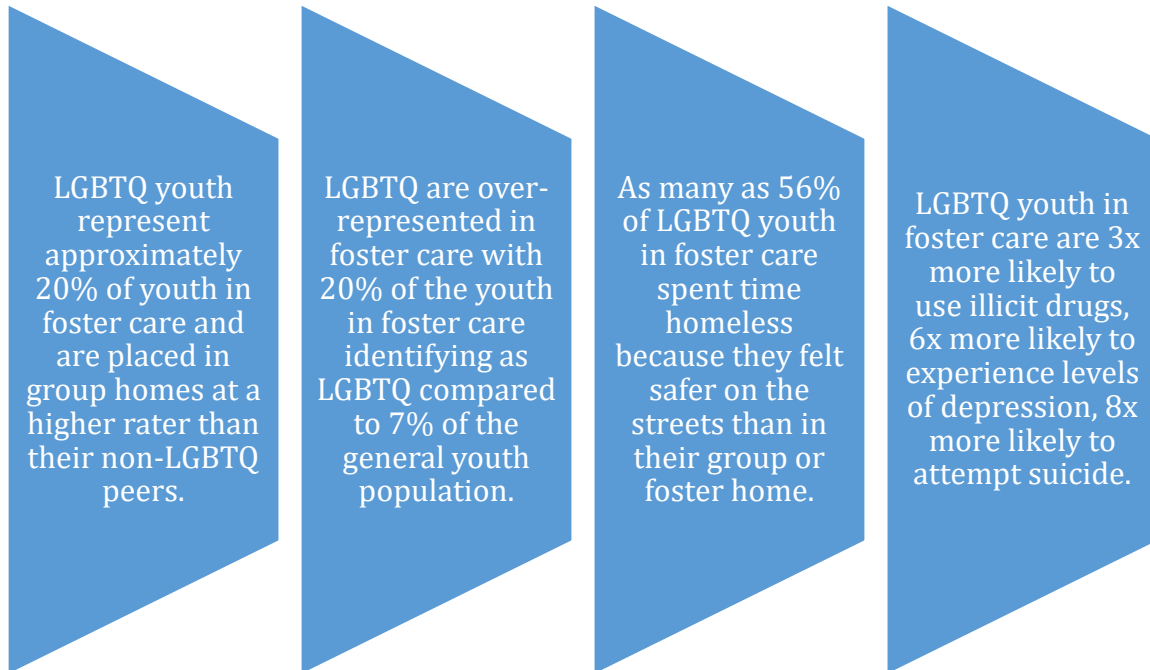 LGBTQ youth
represent
approximately
20% of youth in
foster care and
are placed in
group homes at a
higher rater than
their non-LGBTQ
peers.
LGBTQ are over-
represented in
foster care with
20% of the youth
in foster care
identifying as
LGBTQ compared
to 7% of the
general youth
population.
As many as 56%
of LGBTQ youth
in foster care
spent time
homeless
because they felt
safer on the
streets than in
their group or
foster home.
LGBTQ youth in
foster care are 3x
more likely to
use illicit drugs,
6x more likely to
experience levels
of depression, 8x
more likely to
attempt suicide.